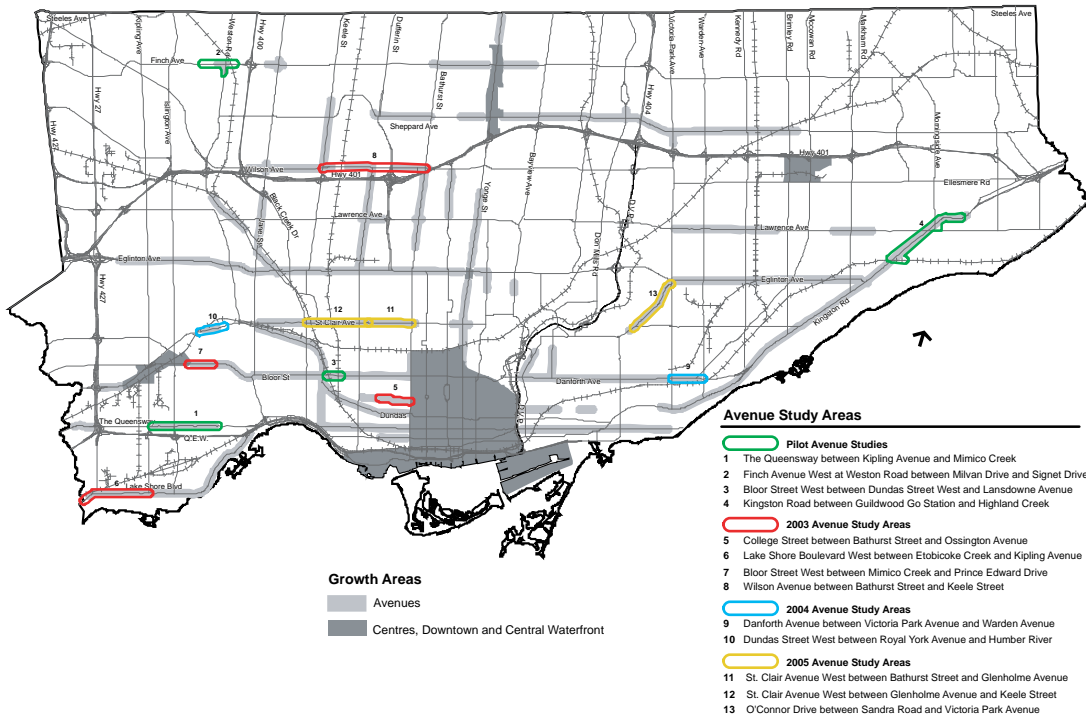 Steeles Ave
Kipling Ave
Weston Rd
Hwy 400
Keele St
Dufferin St
Bathurst St
Hwy 404
Victoria Park Ave
Warden Ave
Kennedy Rd
Brimley Rd
Mccowan Rd
Markham Rd
Steeles Ave
2
Finch Ave
Hwy 27
Islington Ave
Hwy 427
Sheppard Ave
8
Wilson Ave
Hwy 401
Hwy 401
Morningside Ave
Ellesmere Rd
Bayview Ave
Yonge St
Black Creek Dr
Jane St
Lawrence Ave
D.V.P.
Don Mills Rd
Lawrence Ave
4
Eglinton Ave
Eglinton Ave
Hwy 427
13
Kingston Rd
12
11
10
St Clair Ave
7
3
Bloor St
5
Danforth Ave
9
Dundas
D.V.P.
1
The Queensway
Q.E.W.
6
Lake Shore Blvd
Growth Areas
Avenues
Centres, Downtown and Central Waterfront
Avenue Study Areas
Pilot Avenue Studies
1 The Queensway between Kipling Avenue and Mimico Creek
2 Finch Avenue West at Weston Road between Milvan Drive and Signet Drive
3 Bloor Street West between Dundas Street West and Lansdowne Avenue
4 Kingston Road between Guildwood Go Station and Highland Creek
2003 Avenue Study Areas
5 College Street between Bathurst Street and Ossington Avenue
6 Lake Shore Boulevard West between Etobicoke Creek and Kipling Avenue
7 Bloor Street West between Mimico Creek and Prince Edward Drive
8 Wilson Avenue between Bathurst Street and Keele Street
2004 Avenue Study Areas
9 Danforth Avenue between Victoria Park Avenue and Warden Avenue
10 Dundas Street West between Royal York Avenue and Humber River
2005 Avenue Study Areas
11 St. Clair Avenue West between Bathurst Street and Glenholme Avenue
12 St. Clair Avenue West between Glenholme Avenue and Keele Street
13 O'Connor Drive between Sandra Road and Victoria Park Avenue